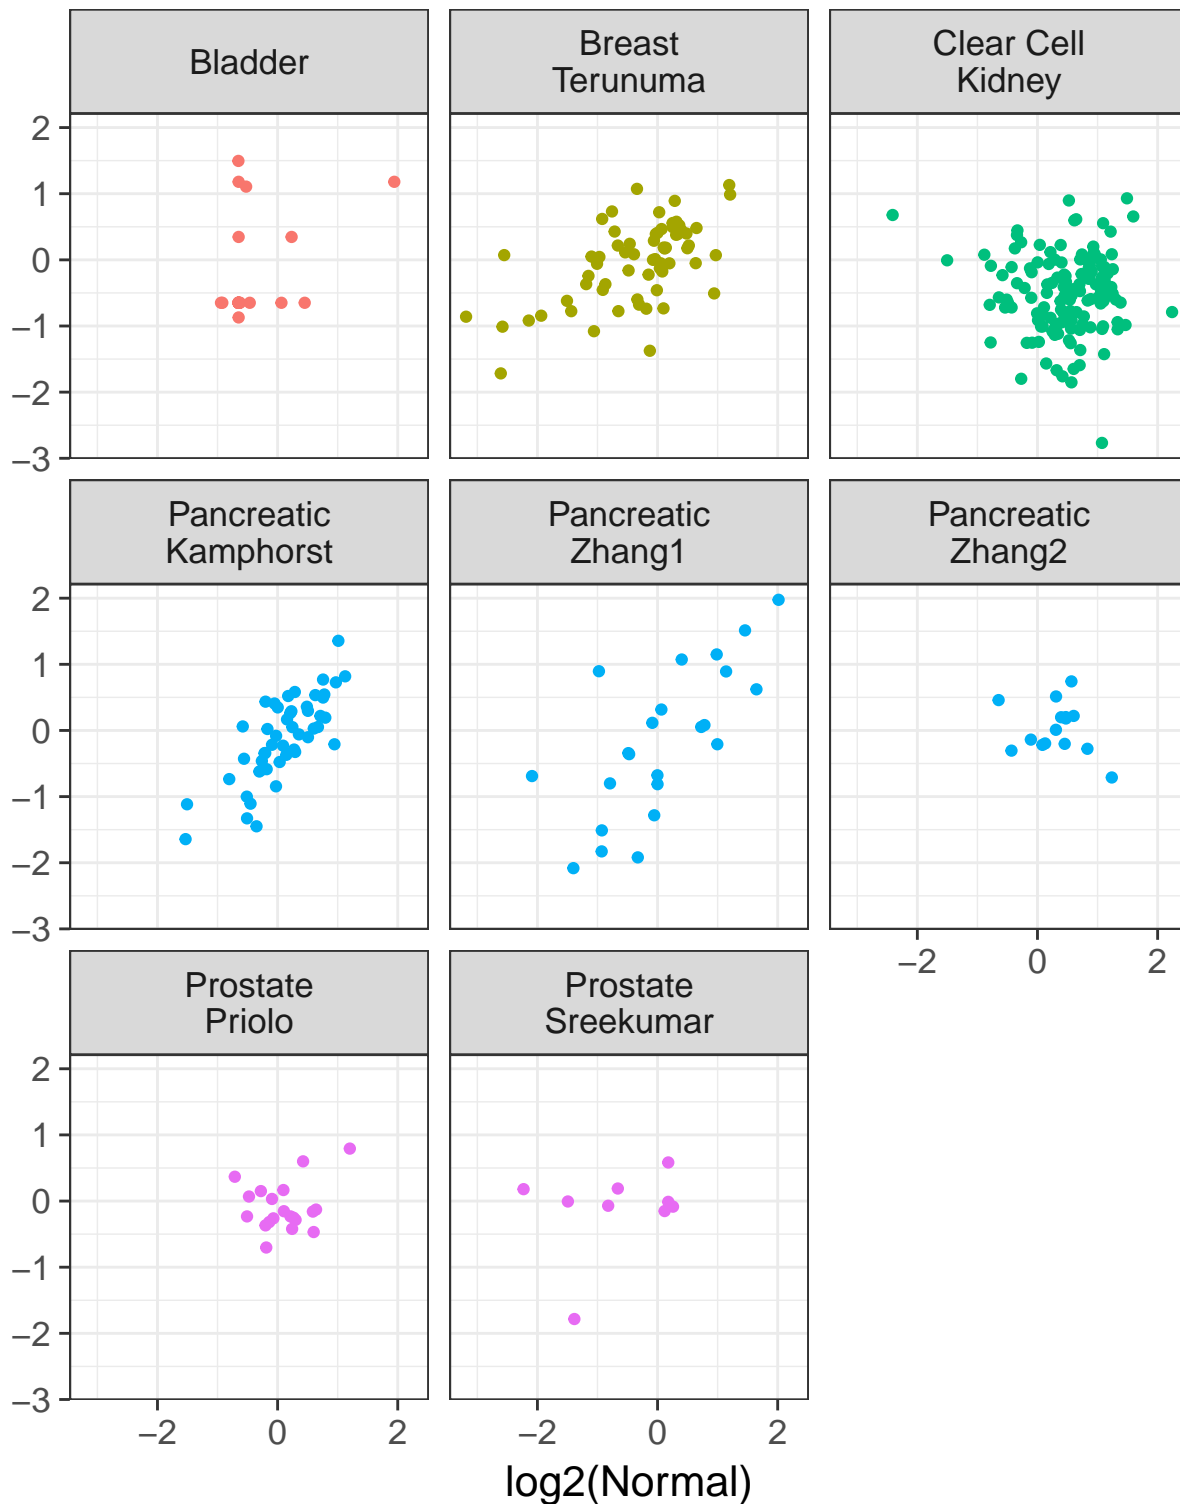 Bladder
Breast
Terunuma
Clear Cell
Kidney
2
1
0
−1
−2
−3
Pancreatic
Kamphorst
Pancreatic
Zhang1
Pancreatic
Zhang2
2
1
0
−1
−2
−3
−2 0 2
Prostate
Priolo
Prostate
Sreekumar
2
1
0
−1
−2
−3
−2 0 2
−2 0 2
log2(Normal)